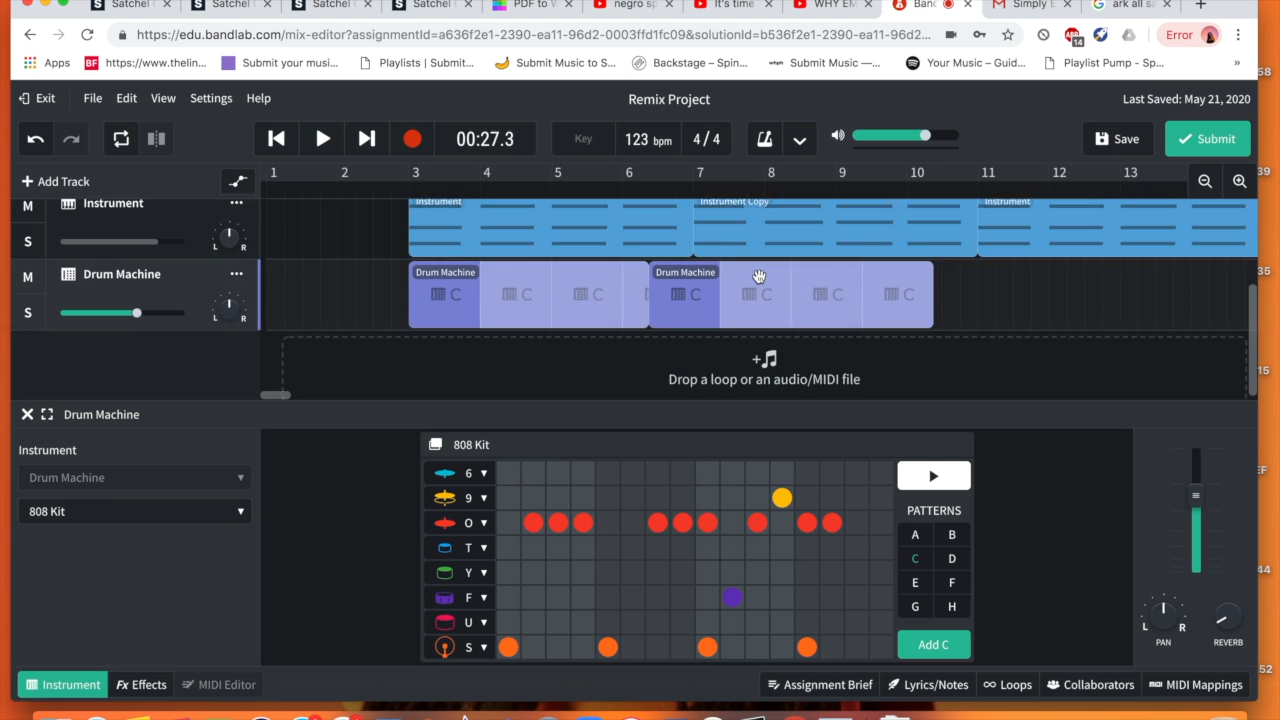 Satchel Satchel Satchel Satchel PDF to negro sp It's time WHY EM Simply E ark all sa
https://edu.bandlab.com/mix-editor?assignmentId=a636f2e1-2390-ea11-96d2-0003ffd1fc09&solutionId=b536f2e1-2390-ea11-96d2... 14 Error
Apps BF https://www.thelin... Submit your musi... Playlists | Submit... Submit Music to S... Backstage – Spin... Submit Music —... Your Music – Guid... Playlist Pump - Sp... »
Exit File Edit View Settings Help Remix Project Last Saved: May 21, 2020
00:27.3 Key 123 bpm 4 / 4 Save Submit
+ Add Track 1 2 3 4 5 6 7 8 9 10 11 12 13
M Instrument ••• Instrument Instrument Copy Instrument
S L R
M Drum Machine ••• Drum Machine Drum Machine
C C C C C C C
S L R
Drop a loop or an audio/MIDI file
Drum Machine
Instrument 808 Kit
Drum Machine
808 Kit
6
9
O
T
Y
F
U
S
PATTERNS
A B
C D
E F
G H
Add C
L R
PAN REVERB
Instrument Fx Effects MIDI Editor Assignment Brief Lyrics/Notes Loops Collaborators MIDI Mappings